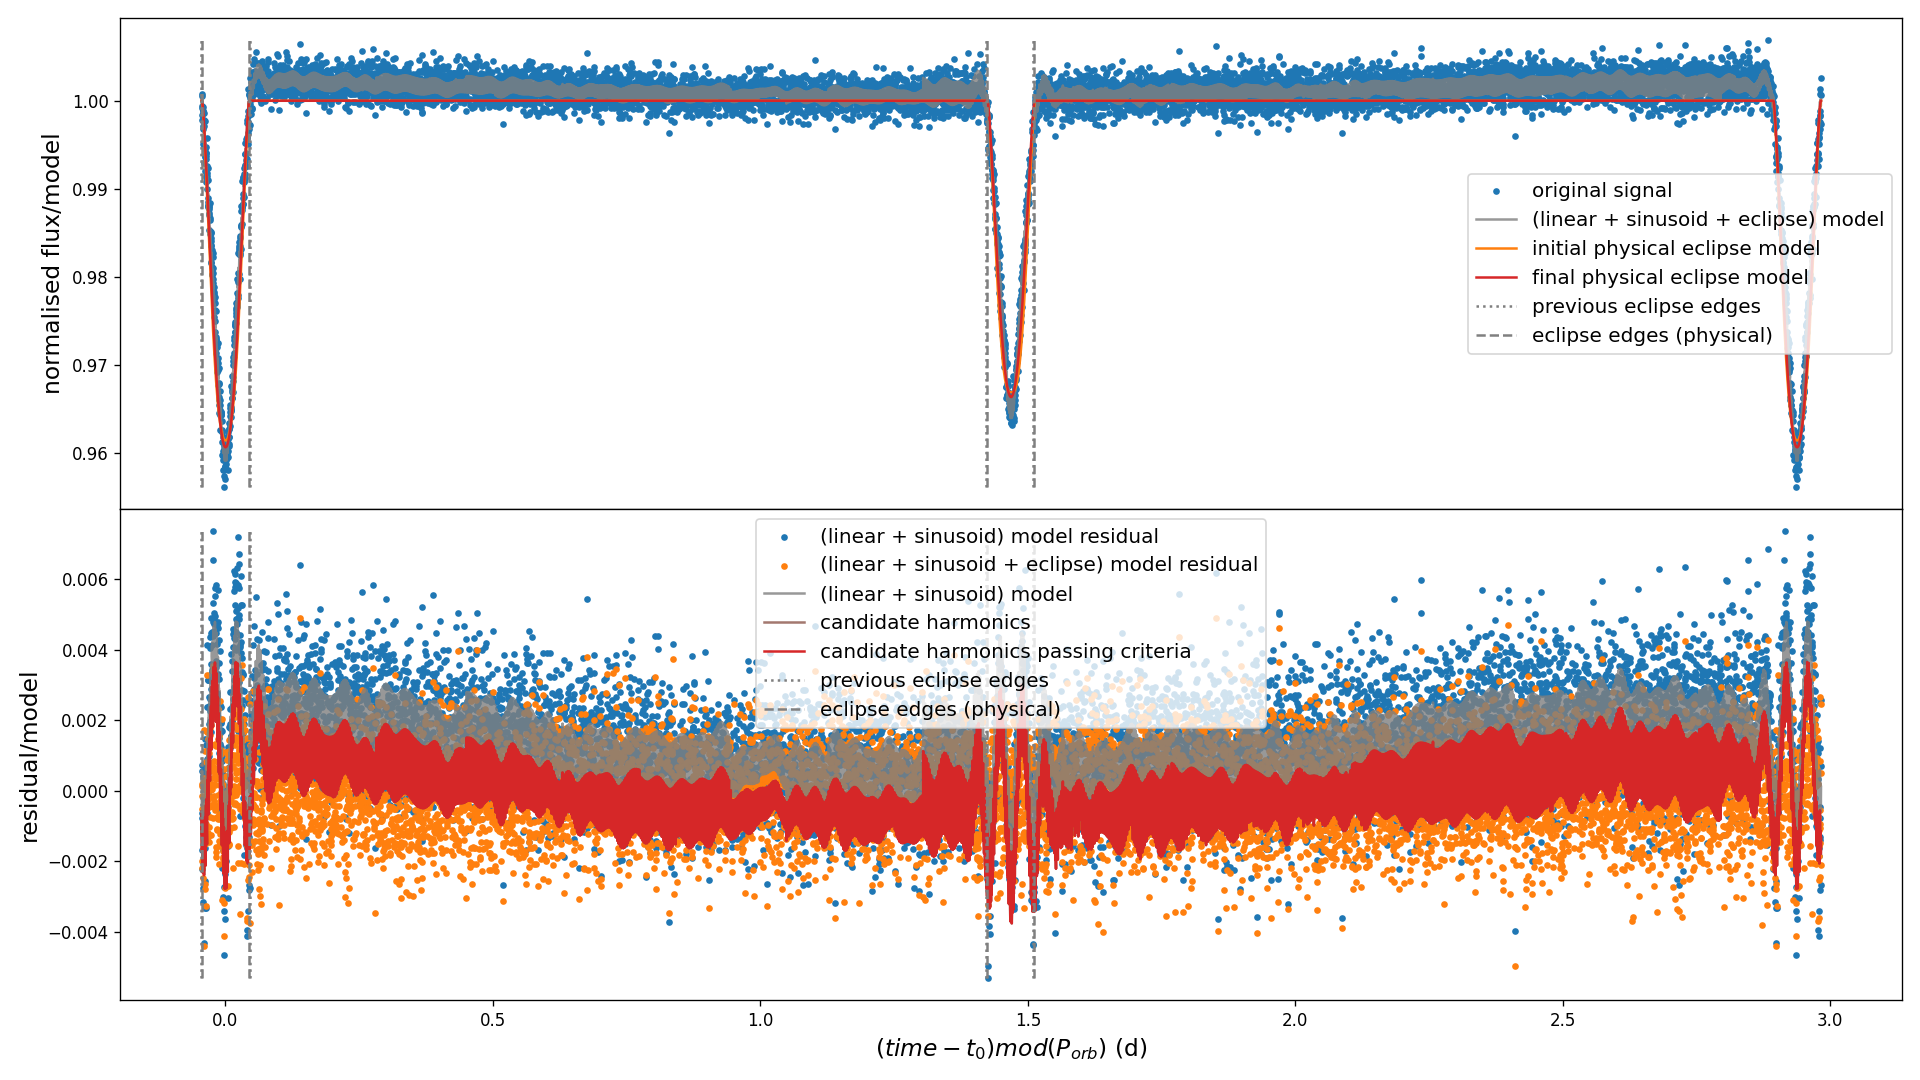 1.00
0.99
0.98
0.97
0.96
normalised flux/model
original signal
(linear + sinusoid + eclipse) model
initial physical eclipse model
final physical eclipse model
previous eclipse edges
eclipse edges (physical)
0.006
0.004
0.002
0.000
−0.002
−0.004
residual/model
(linear + sinusoid) model residual
(linear + sinusoid + eclipse) model residual
(linear + sinusoid) model
candidate harmonics
candidate harmonics passing criteria
previous eclipse edges
eclipse edges (physical)
0.0 0.5 1.0 1.5 2.0 2.5 3.0
(time − t₀)mod(Pₒᵣb) (d)